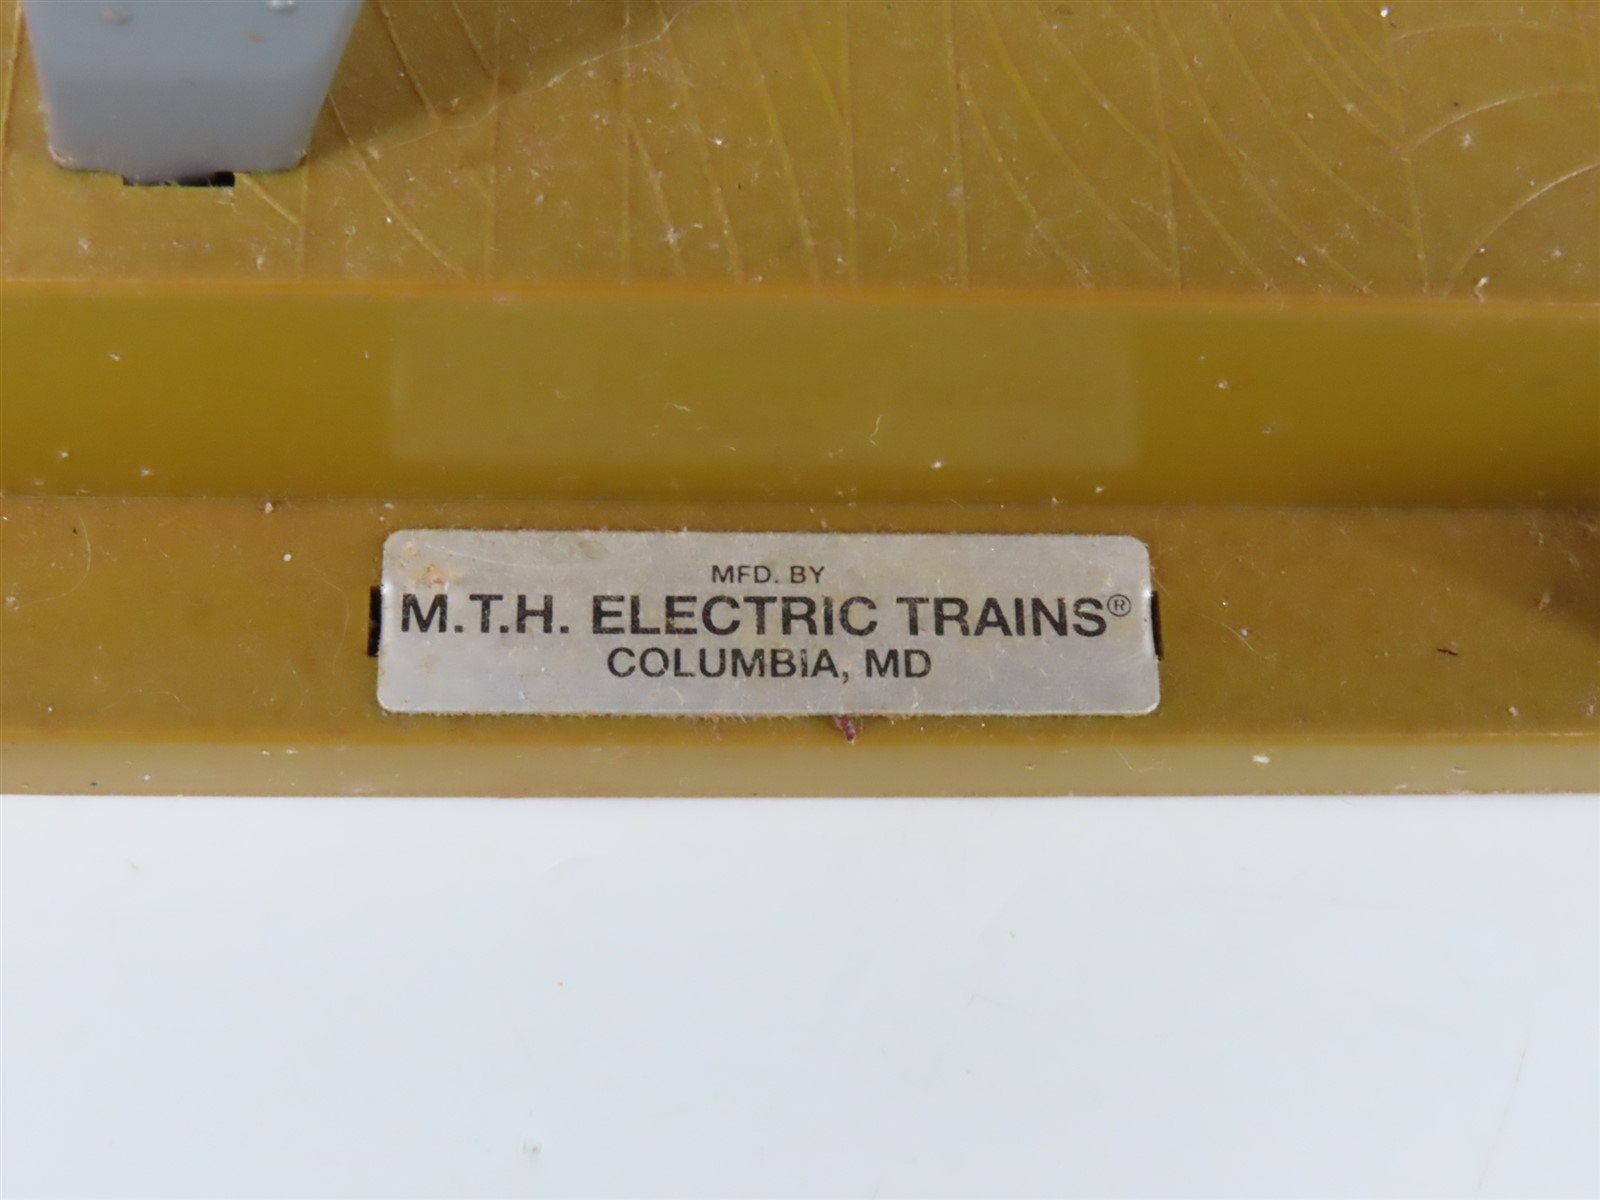 MFD. BY
M.T.H. ELECTRIC TRAINS®
COLUMBIA, MD